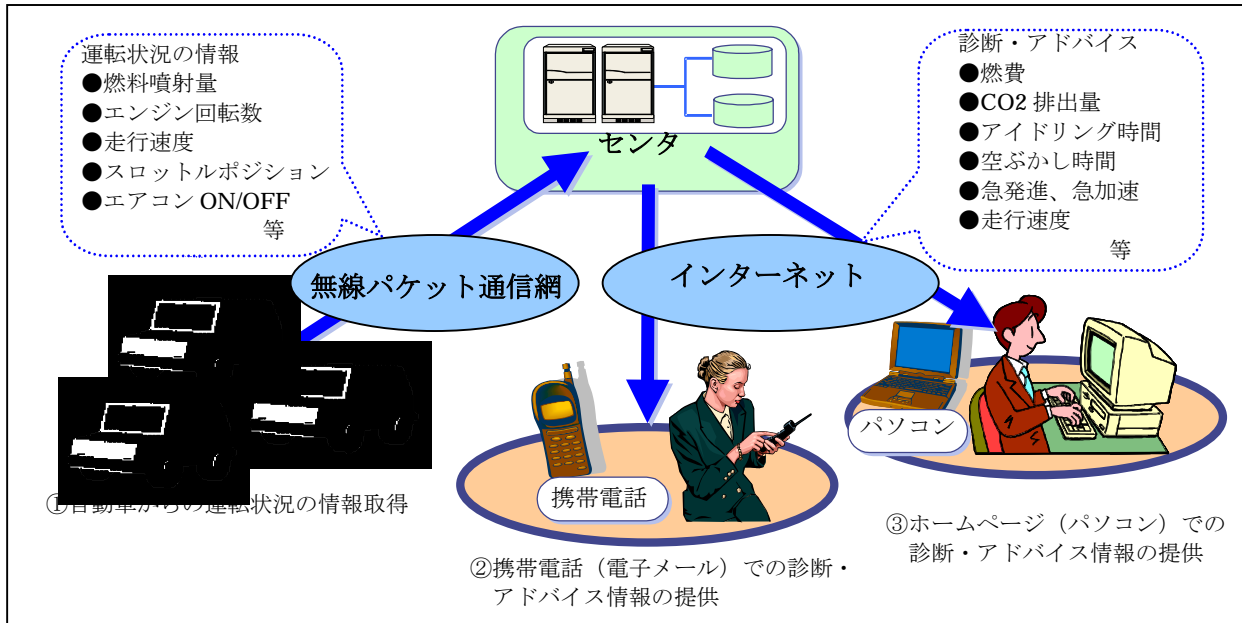 運転状況の情報
●燃料噴射量
●エンジン回転数
●走行速度
●スロットルポジション
●エアコン ON/OFF
等
センタ
診断・アドバイス
●燃費
●CO2 排出量
●アイドリング時間
●空ぶかし時間
●急発進、急加速
●走行速度
等
無線パケット通信網
インターネット
パソコン
携帯電話
①自動車からの運転状況の情報取得
②携帯電話（電子メール）での診断・
アドバイス情報の提供
③ホームページ（パソコン）での
診断・アドバイス情報の提供